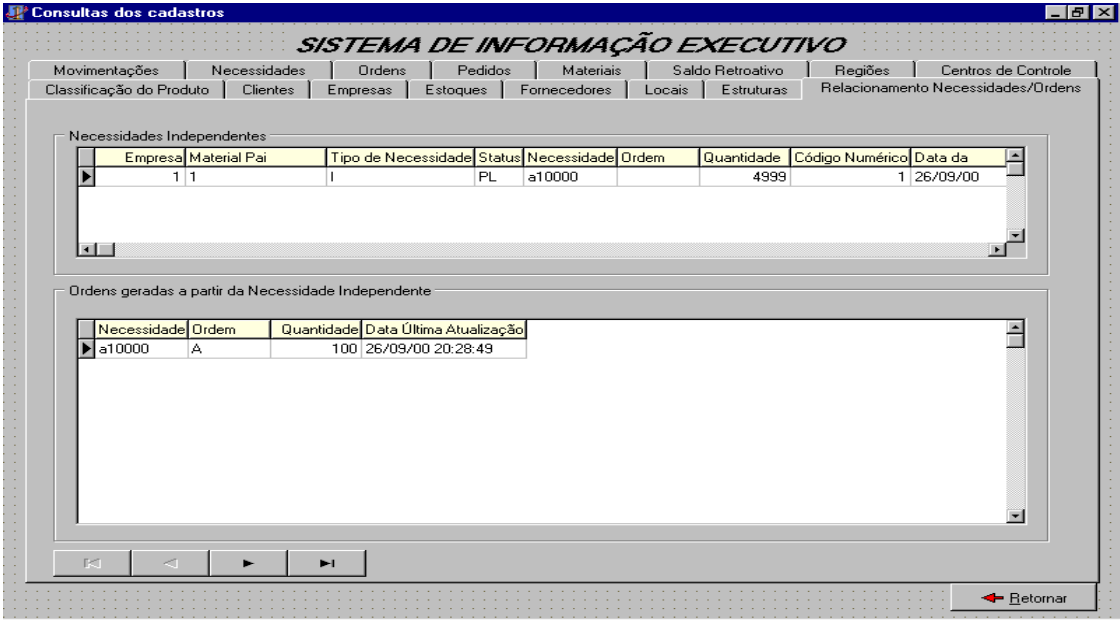 Consultas dos cadastros
SISTEMA DE INFORMAÇÃO EXECUTIVO
Movimentações Necessidades Ordens Pedidos Materiais Saldo Retroativo Regiões Centros de Controle
Classificação do Produto Clientes Empresas Estoques Fornecedores Locais Estruturas Relacionamento Necessidades/Ordens
Necessidades Independentes
Empresa Material Pai Tipo de Necessidade Status Necessidade Ordem Quantidade Código Numérico Data da
1 1 I PL a10000 4999 1 26/09/00
Ordens geradas a partir da Necessidade Independente
Necessidade Ordem Quantidade Data Última Atualização
a10000 A 100 26/09/00 20:28:49
Retornar